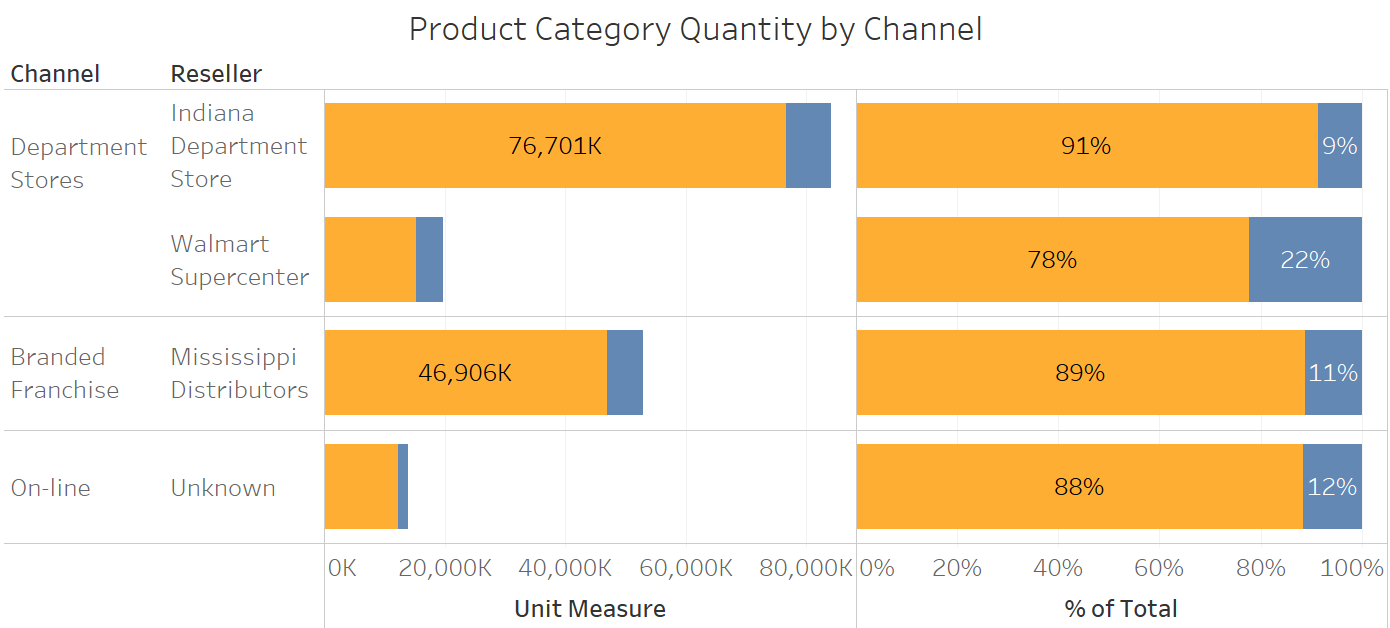 Product Category Quantity by Channel
Channel Reseller
Department Stores
Indiana Department Store
76,701K
91%
9%
Walmart Supercenter
78%
22%
Branded Franchise
Mississippi Distributors
46,906K
89%
11%
On-line
Unknown
88%
12%
0K 20,000K 40,000K 60,000K 80,000K 0% 20% 40% 60% 80% 100%
Unit Measure % of Total